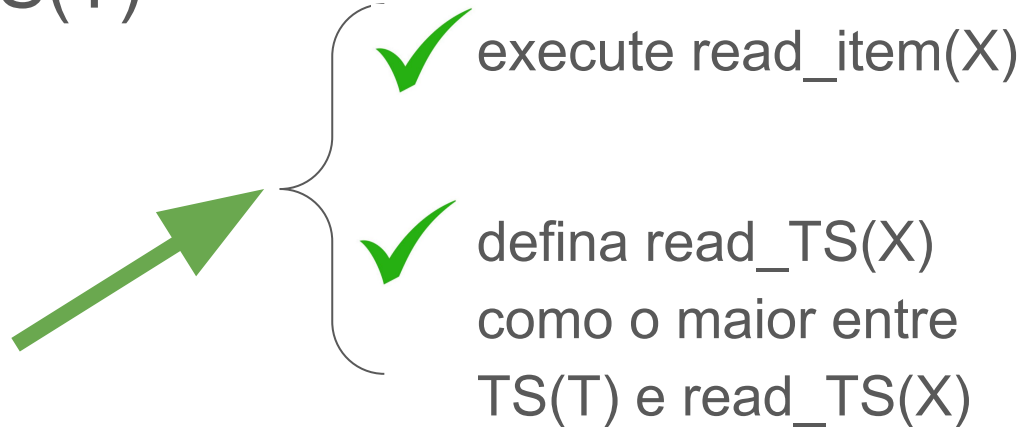 S(T)
execute read_item(X)
defina read_TS(X)
como o maior entre
TS(T) e read_TS(X)